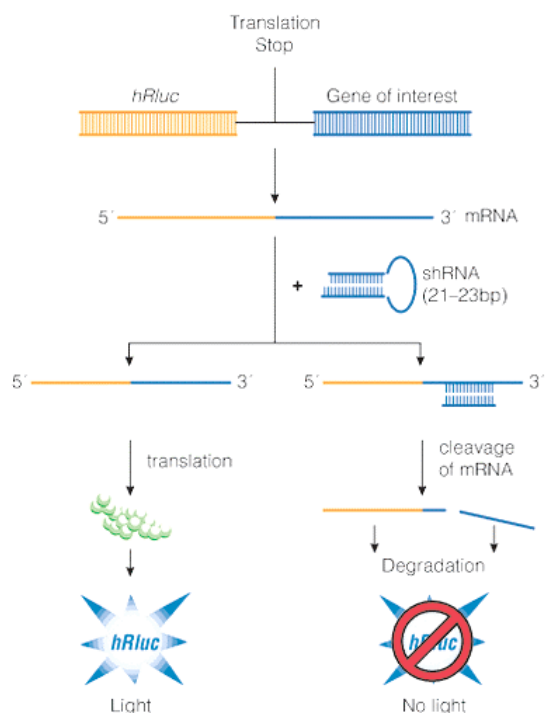 Translation
Stop
hRluc
Gene of interest
5´
3´ mRNA
+
shRNA
(21–23bp)
5´
3´
5´
3´
translation
cleavage
of mRNA
Degradation
hRluc
hRluc
Light
No light